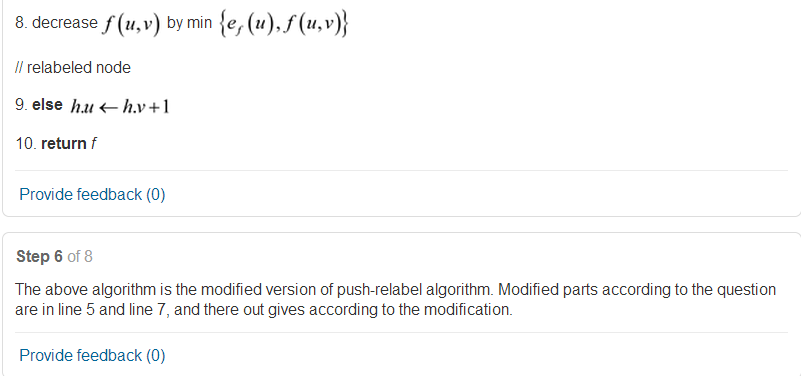 8. decrease f(u,v) by min {e_f(u), f(u,v)}
// relabeled node
9. else h.u ← h.v+1
10. return f
Provide feedback (0)
Step 6 of 8
The above algorithm is the modified version of push-relabel algorithm. Modified parts according to the question
are in line 5 and line 7, and there out gives according to the modification.
Provide feedback (0)